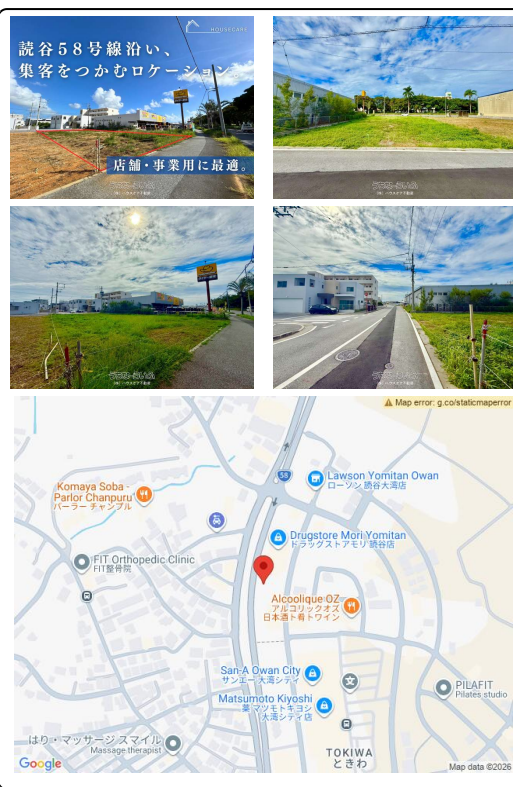 HOUSECARE
読谷58号線沿い、
集客をつかむロケーション。
店舗・事業用に最適。
Map error: g.co/staticmaperror
58
Lawson Yomitan Owan
ローソン 読谷大湾店
Komaya Soba -
Parlor Chanpuru
パーラー チャンプル
Drugstore Mori Yomitan
ドラッグストアモリ 読谷店
FIT Orthopedic Clinic
FIT整骨院
Alcoolique OZ
アルコリックオズ
日本酒ト肴トワイン
San-A Owan City
サンエー 大湾シティ
文
PILAFIT
Pilates studio
Matsumoto Kiyoshi
薬 マツモトキヨシ
大湾シティ店
はり・マッサージ スマイル
Massage therapist
TOKIWA
ときわ
Google
Map data ©2026